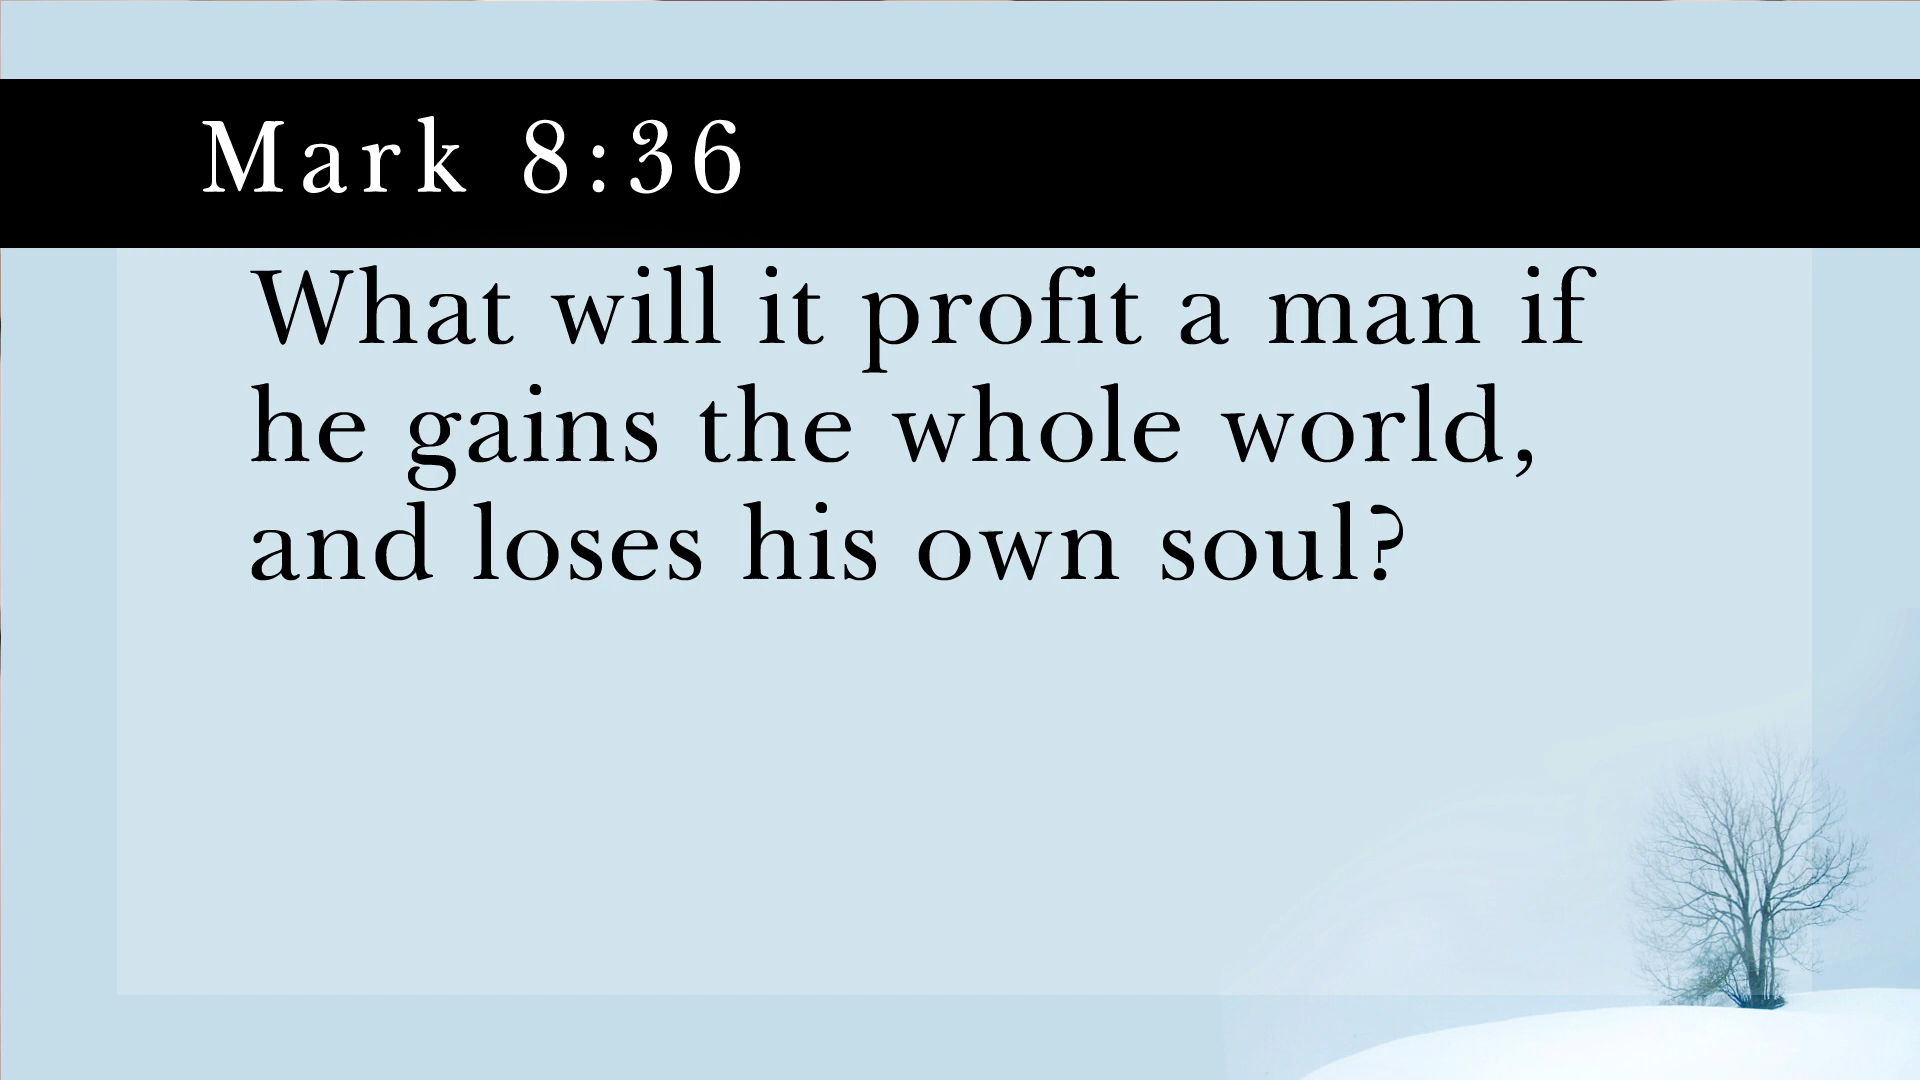 Mark 8:36
What will it profit a man if
he gains the whole world,
and loses his own soul?